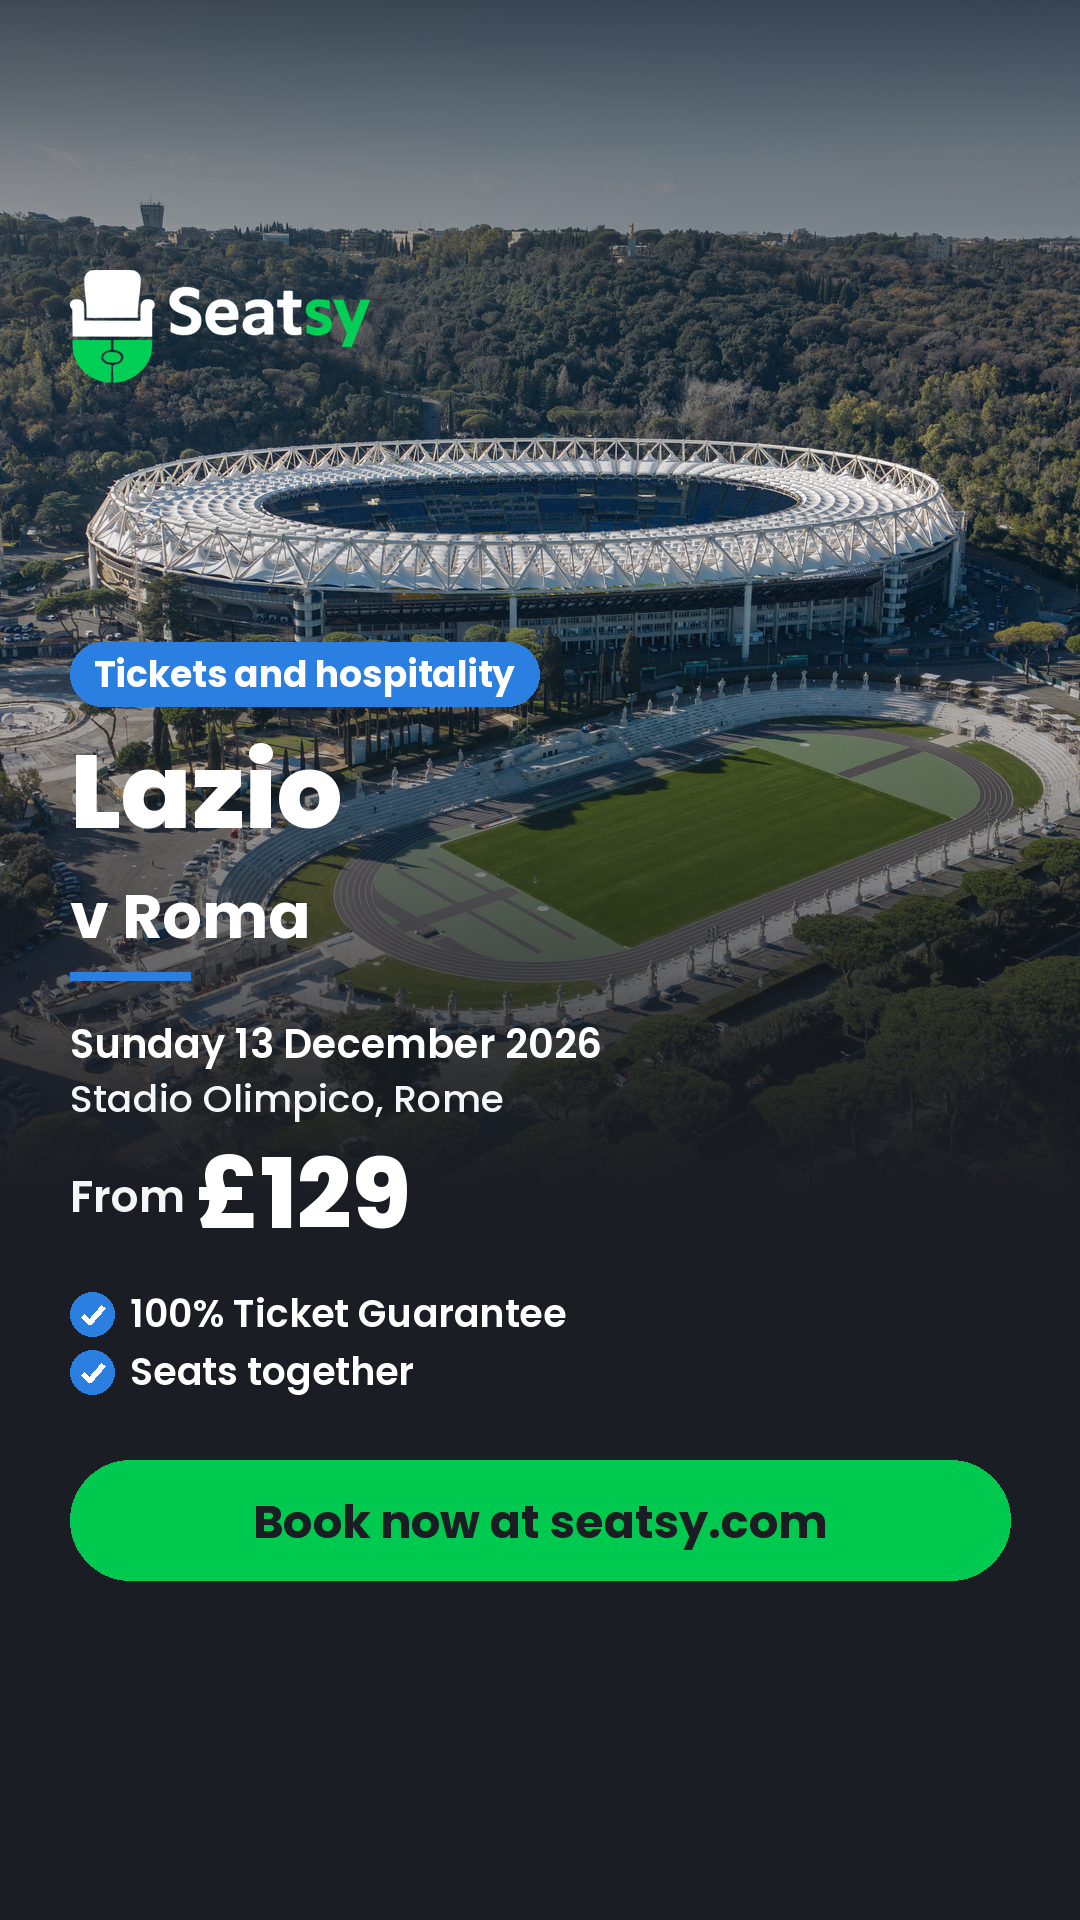 Seatsy
Tickets and hospitality
Lazio
v Roma
Sunday 13 December 2026
Stadio Olimpico, Rome
From £129
100% Ticket Guarantee
Seats together
Book now at seatsy.com